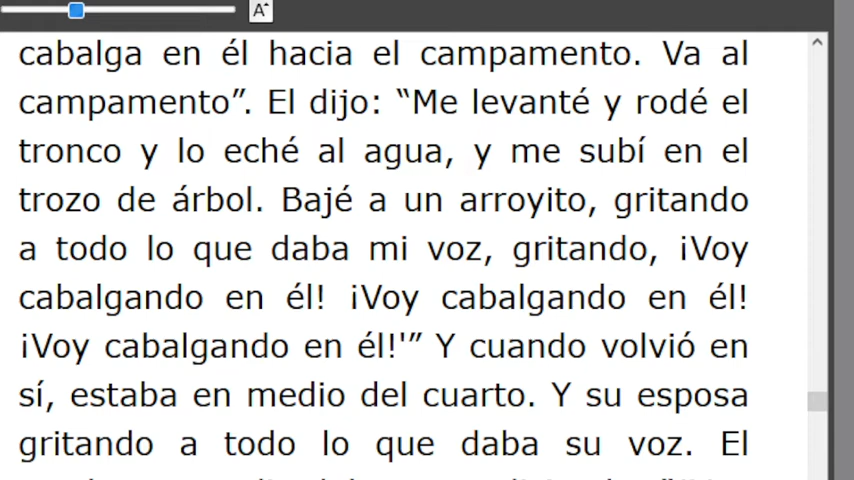 A
cabalga en él hacia el campamento. Va al
campamento”. El dijo: “Me levanté y rodé el
tronco y lo eché al agua, y me subí en el
trozo de árbol. Bajé a un arroyito, gritando
a todo lo que daba mi voz, gritando, ¡Voy
cabalgando en él! ¡Voy cabalgando en él!
¡Voy cabalgando en él!'” Y cuando volvió en
sí, estaba en medio del cuarto. Y su esposa
gritando a todo lo que daba su voz. El